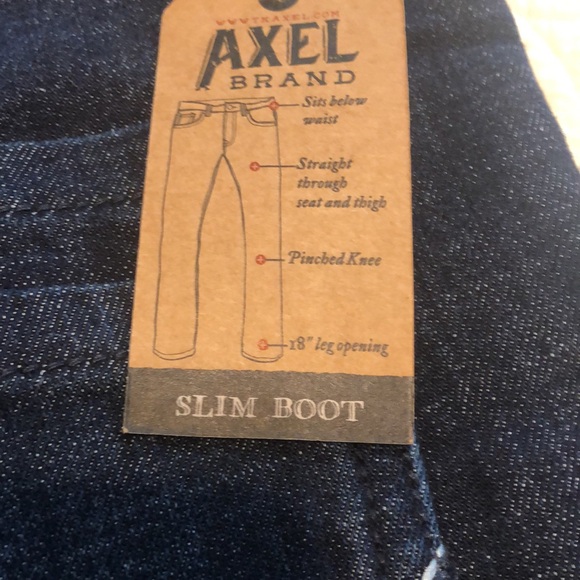 WWW.TKAXEL.COM
AXEL
BRAND
Sits below
waist
Straight
through
seat and thigh
Pinched Knee
18" leg opening
SLIM BOOT